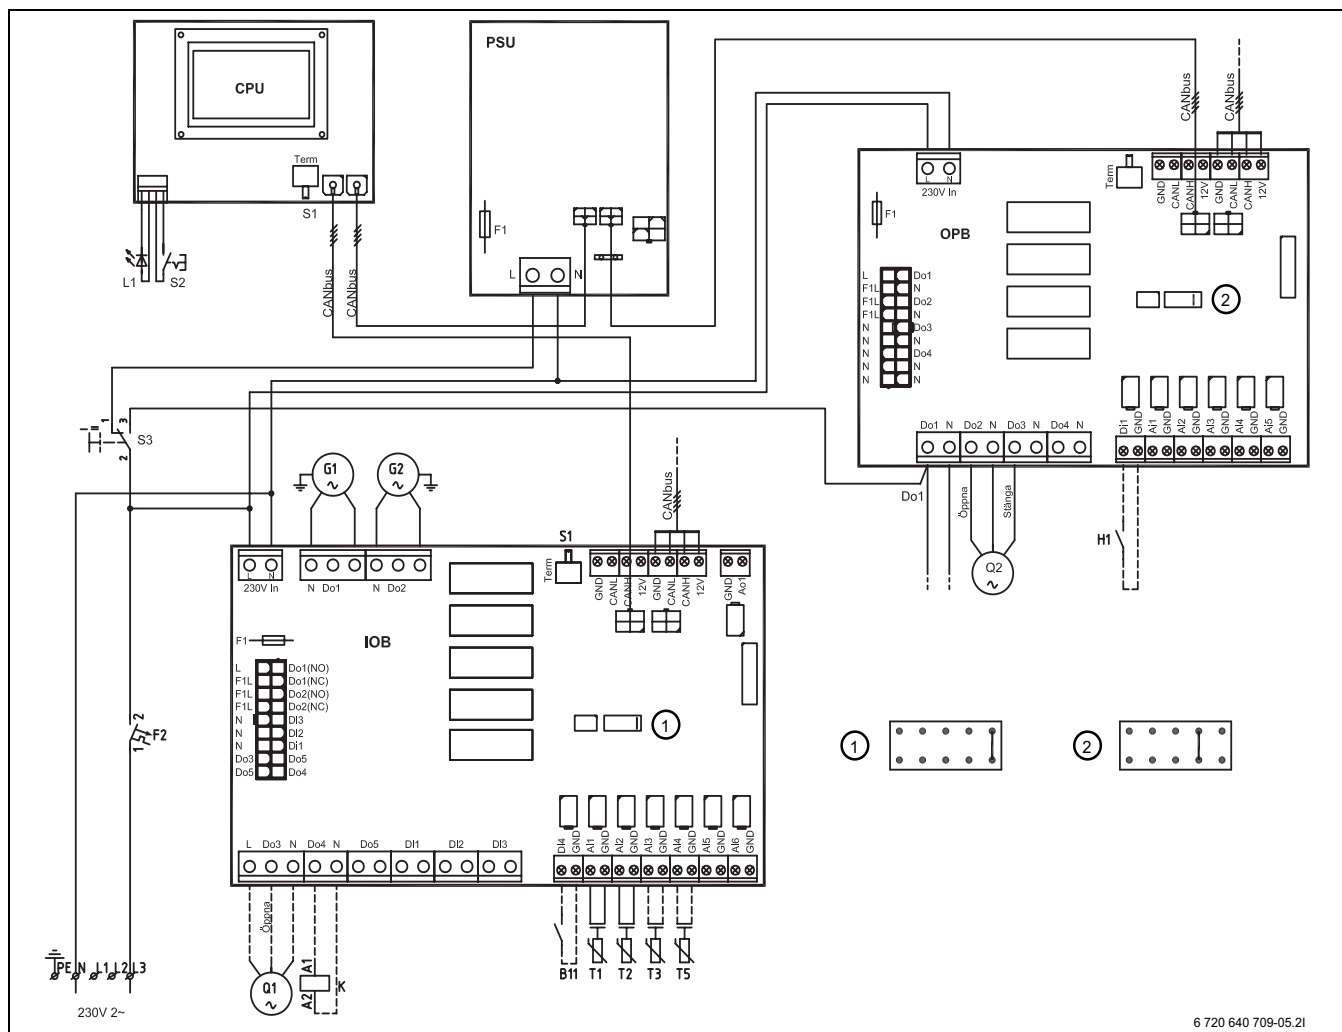 CPU
Term
S1
CANbus
CANbus
L1
S2
PSU
F1
L
N
CANbus
CANbus
L
N
230V In
Term
GND
CANL
CANH
12V
GND
CANL
CANH
12V
F1
OPB
L
Do1
F1L
N
F1L
Do2
F1L
N
N
Do3
N
N
N
Do4
N
N
N
N
2
Do1
N
Do2
N
Do3
N
Do4
N
DI1
GND
AI1
GND
AI2
GND
AI3
GND
AI4
GND
AI5
GND
Do1
Öppna
Stänga
Q2
H1
1
3
2
S3
G1
~
G2
~
L
N
230V In
N Do1
N Do2
S1
Term
CANbus
GND
CANL
CANH
12V
GND
CANL
CANH
12V
GND
Ao1
F1
IOB
L
Do1(NO)
F1L
Do1(NC)
F1L
Do2(NO)
F1L
Do2(NC)
N
DI3
N
DI2
N
Di1
Do3
Do5
Do5
Do4
1
2
F2
1
1
2
L
Do3
N
Do4
N
Do5
DI1
DI2
DI3
DI4
GND
AI1
GND
AI2
GND
AI3
GND
AI4
GND
AI5
GND
AI6
GND
Öppna
Q1
~
A1
A2
K
B11
T1
T2
T3
T5
PE
N
L1
L2
L3
230V 2~
6 720 640 709-05.2I